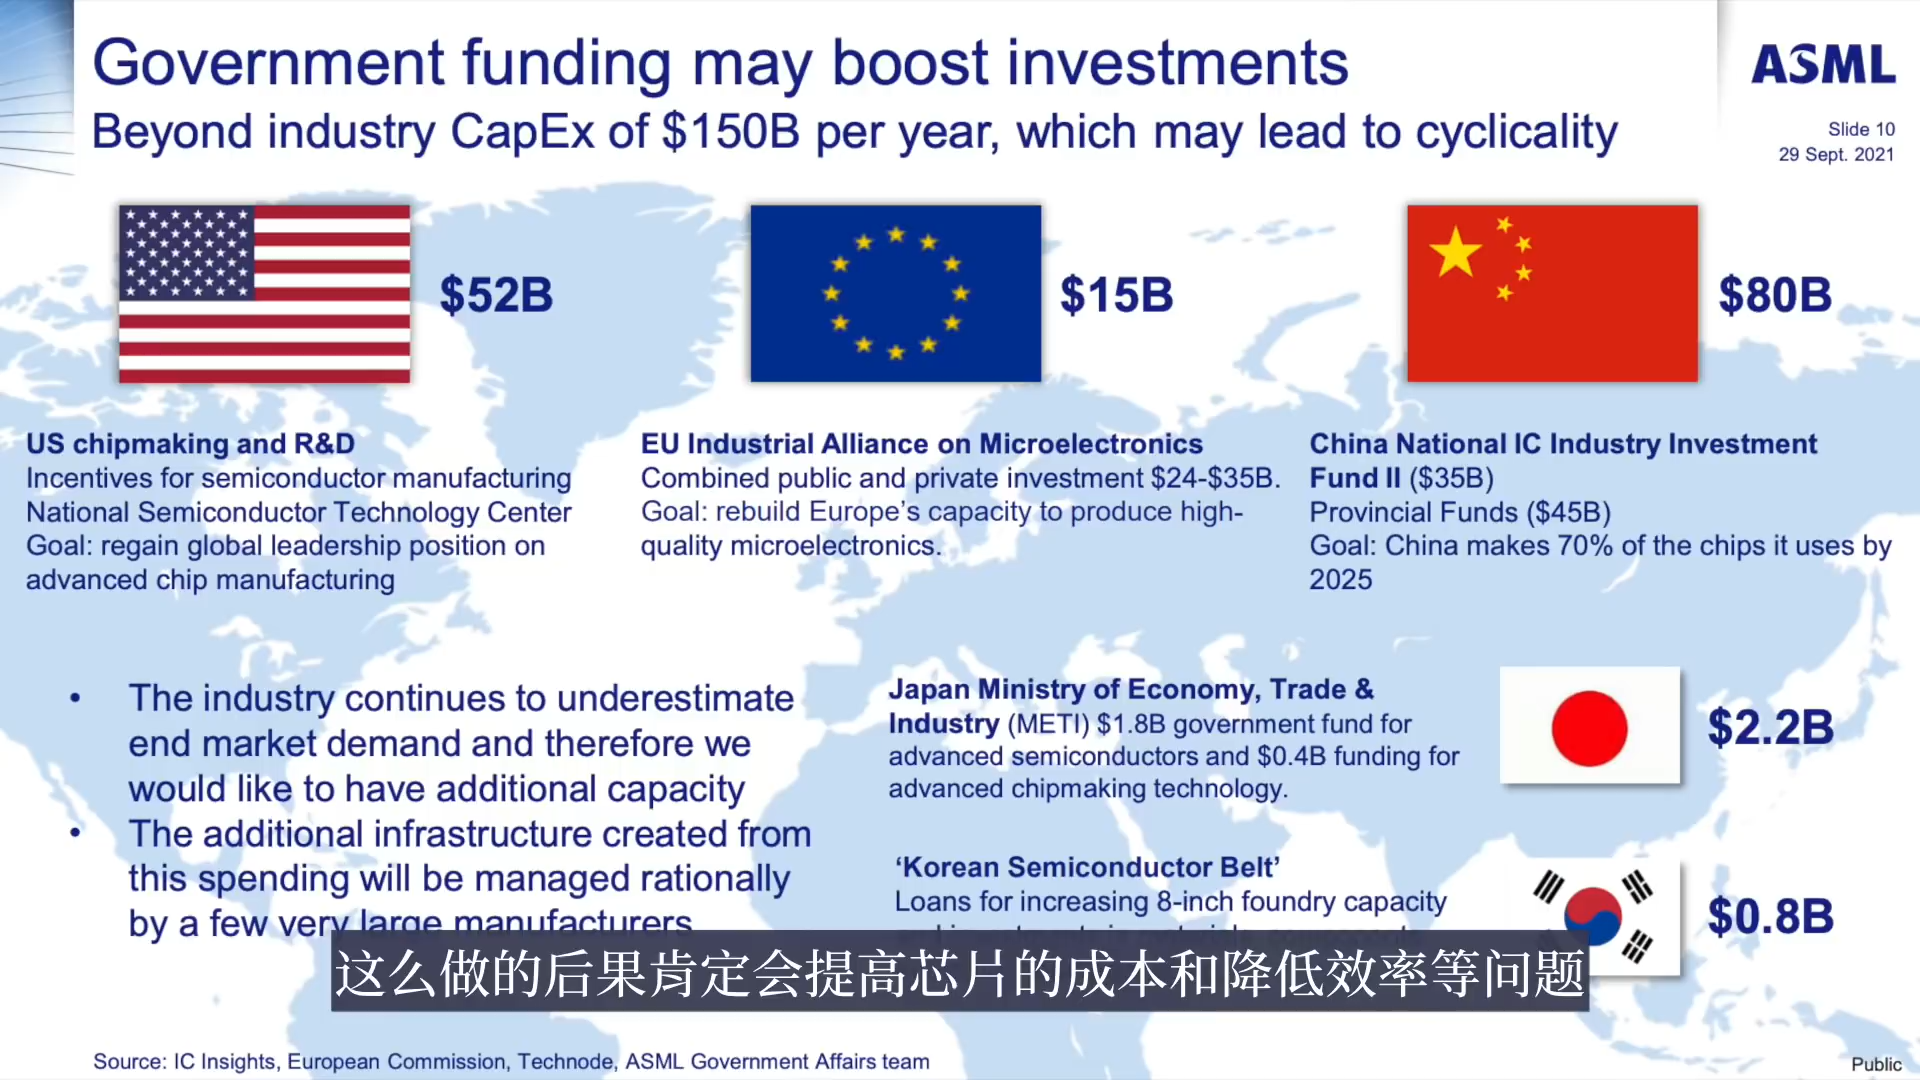 Government funding may boost investments
Beyond industry CapEx of $150B per year, which may lead to cyclicality
ASML
Slide 10
29 Sept. 2021
$52B
$15B
$80B
US chipmaking and R&D
Incentives for semiconductor manufacturing
National Semiconductor Technology Center
Goal: regain global leadership position on
advanced chip manufacturing
EU Industrial Alliance on Microelectronics
Combined public and private investment $24-$35B.
Goal: rebuild Europe’s capacity to produce high-
quality microelectronics.
China National IC Industry Investment
Fund II ($35B)
Provincial Funds ($45B)
Goal: China makes 70% of the chips it uses by
2025
• The industry continues to underestimate
end market demand and therefore we
would like to have additional capacity
• The additional infrastructure created from
this spending will be managed rationally
by a few very large manufacturers
Japan Ministry of Economy, Trade &
Industry (METI) $1.8B government fund for
advanced semiconductors and $0.4B funding for
advanced chipmaking technology.
$2.2B
‘Korean Semiconductor Belt’
Loans for increasing 8-inch foundry capacity
$0.8B
这么做的后果肯定会提高芯片的成本和降低效率等问题
Source: IC Insights, European Commission, Technode, ASML Government Affairs team
Public